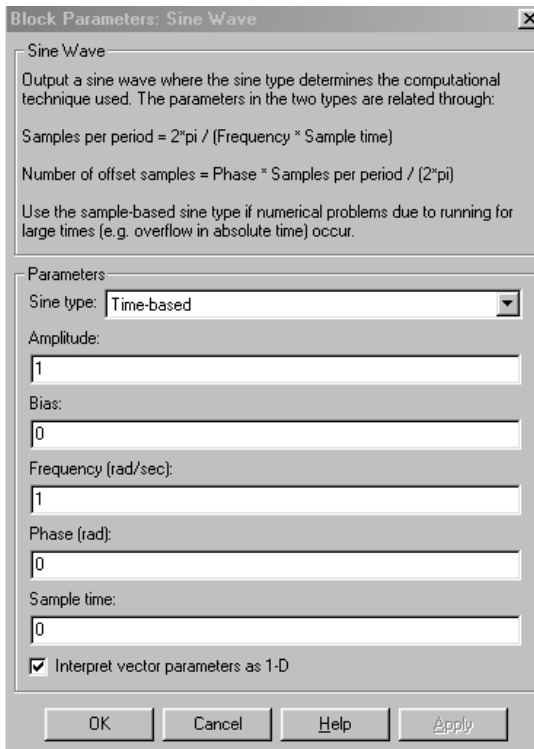 Block Parameters: Sine Wave
Sine Wave
Output a sine wave where the sine type determines the computational
technique used. The parameters in the two types are related through:
Samples per period = 2*pi / (Frequency * Sample time)
Number of offset samples = Phase * Samples per period / (2*pi)
Use the sample-based sine type if numerical problems due to running for
large times (e.g. overflow in absolute time) occur.
Parameters
Sine type: Time-based
Amplitude:
1
Bias:
0
Frequency (rad/sec):
1
Phase (rad):
0
Sample time:
0
Interpret vector parameters as 1-D
OK Cancel Help Apply